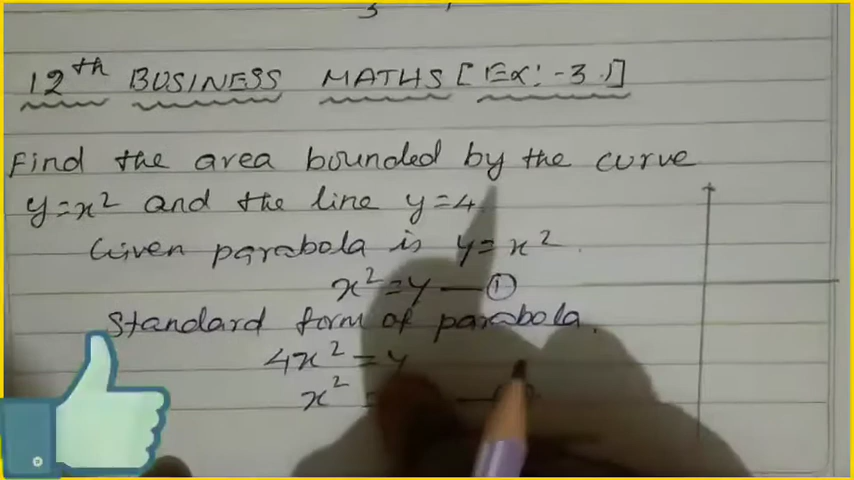 12th BUSINESS MATHS [Ex:-3.1]
Find the area bounded by the curve
y=x² and the line y=4
Given parabola is y=x².
x²=y —①
Standard form of parabola.
4x²=y
x²=